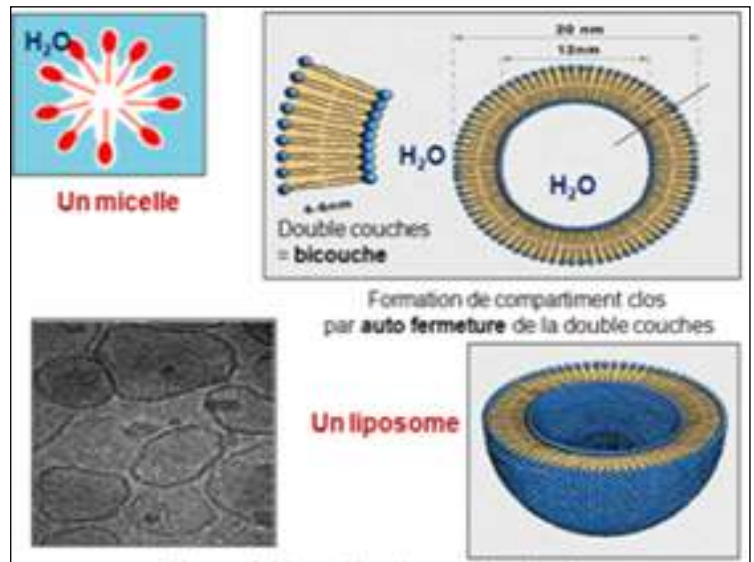 H₂O
Un micelle
20 nm
12nm
H₂O
H₂O
Double couches
= bicouche
Formation de compartiment clos
par auto fermeture de la double couches
Un liposome